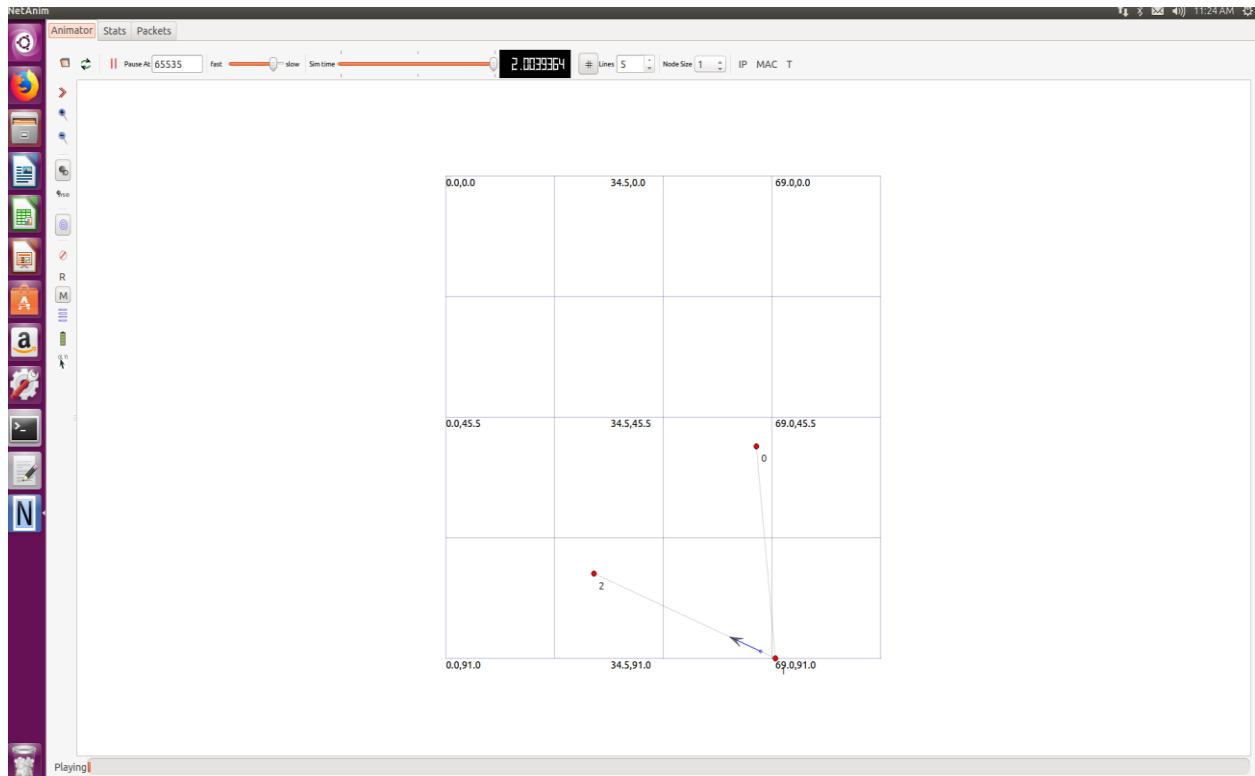 NetAnim
11:24 AM
Animator Stats Packets
Pause At 65535 Fast slow Sim time 2.0039364 # Lines 5 Node Size 1 IP MAC T
0.0,0.0 34.5,0.0 69.0,0.0
R
M
0.0,45.5 34.5,45.5 69.0,45.5
0
2
0.0,91.0 34.5,91.0 69.0,91.0
1
Playing